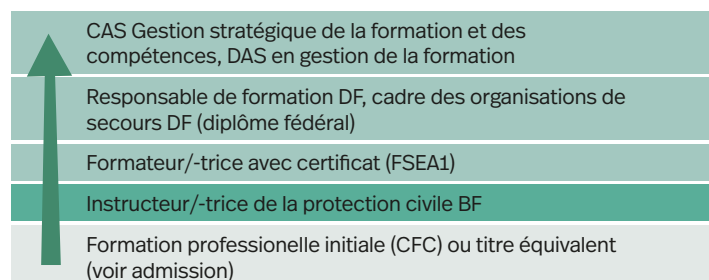 CAS Gestion stratégique de la formation et des
compétences, DAS en gestion de la formation
Responsable de formation DF, cadre des organisations de
secours DF (diplôme fédéral)
Formateur/-trice avec certificat (FSEA1)
Instructeur/-trice de la protection civile BF
Formation professionelle initiale (CFC) ou titre équivalent
(voir admission)